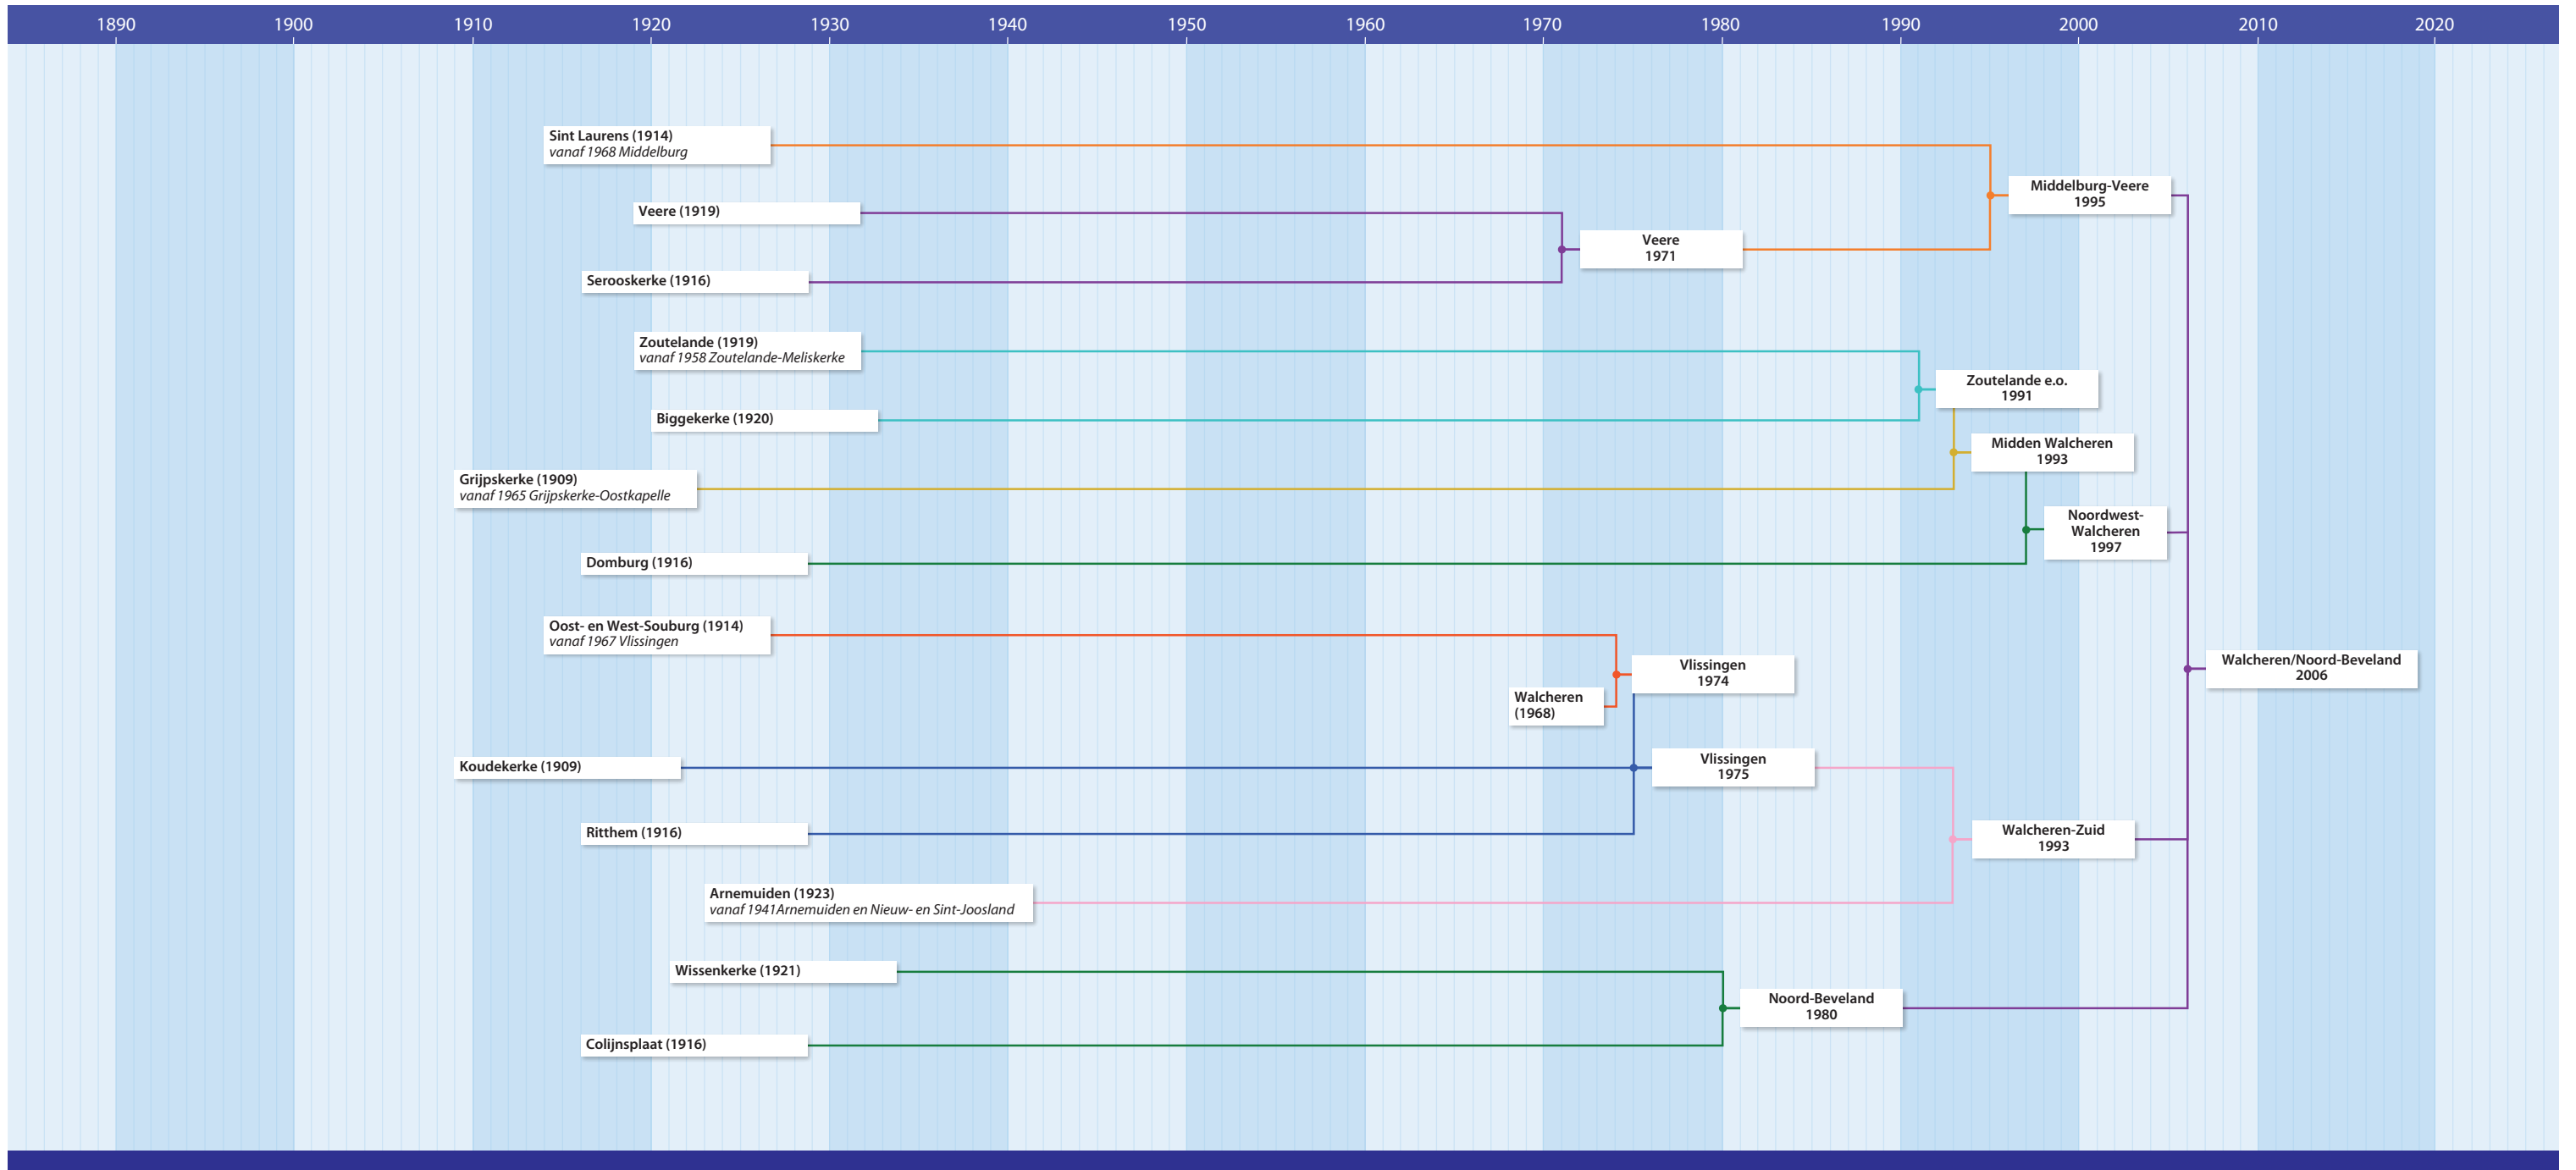 1890 1900 1910 1920 1930 1940 1950 1960 1970 1980 1990 2000 2010 2020
Sint Laurens (1914)
vanaf 1968 Middelburg
Middelburg-Veere
1995
Veere (1919)
Veere
1971
Serooskerke (1916)
Zoutelande (1919)
vanaf 1958 Zoutelande-Meliskerke
Zoutelande e.o.
1991
Biggekerke (1920)
Midden Walcheren
1993
Grijpskerke (1909)
vanaf 1965 Grijpskerke-Oostkapelle
Noordwest-
Walcheren
1997
Domburg (1916)
Oost- en West-Souburg (1914)
vanaf 1967 Vlissingen
Vlissingen
1974
Walcheren/Noord-Beveland
2006
Walcheren
(1968)
Koudekerke (1909)
Vlissingen
1975
Ritthem (1916)
Walcheren-Zuid
1993
Arnemuiden (1923)
vanaf 1941Arnemuiden en Nieuw- en Sint-Joosland
Wissenkerke (1921)
Noord-Beveland
1980
Colijnsplaat (1916)